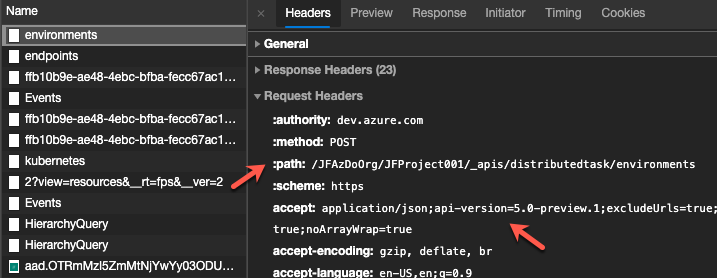 Name
environments
endpoints
ffb10b9e-ae48-4ebc-bfba-fecc67ac1...
Events
ffb10b9e-ae48-4ebc-bfba-fecc67ac1...
ffb10b9e-ae48-4ebc-bfba-fecc67ac1...
kubernetes
2?view=resources&__rt=fps&__ver=2
Events
HierarchyQuery
HierarchyQuery
aad.OTRmMzI5ZmMtNjYwYy03ODU...
× Headers Preview Response Initiator Timing Cookies
General
Response Headers (23)
Request Headers
:authority: dev.azure.com
:method: POST
:path: /JFAzDoOrg/JFProject001/_apis/distributedtask/environments
:scheme: https
accept: application/json;api-version=5.0-preview.1;excludeUrls=true;
true;noArrayWrap=true
accept-encoding: gzip, deflate, br
accept-language: en-US,en;q=0.9